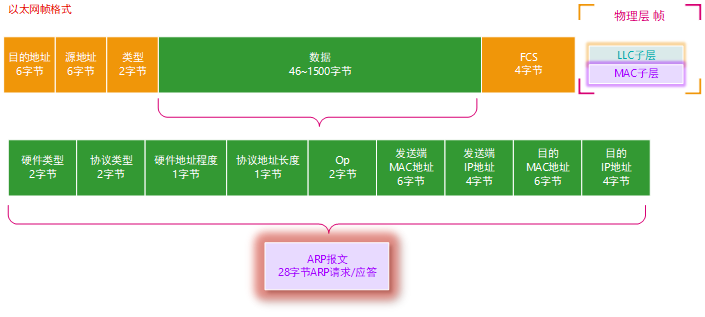 以太网帧格式
物理层 帧
目的地址
6字节
源地址
6字节
类型
2字节
数据
46~1500字节
FCS
4字节
LLC子层
MAC子层
硬件类型
2字节
协议类型
2字节
硬件地址程度
1字节
协议地址长度
1字节
Op
2字节
发送端
MAC地址
6字节
发送端
IP地址
4字节
目的
MAC地址
6字节
目的
IP地址
4字节
ARP报文
28字节ARP请求/应答